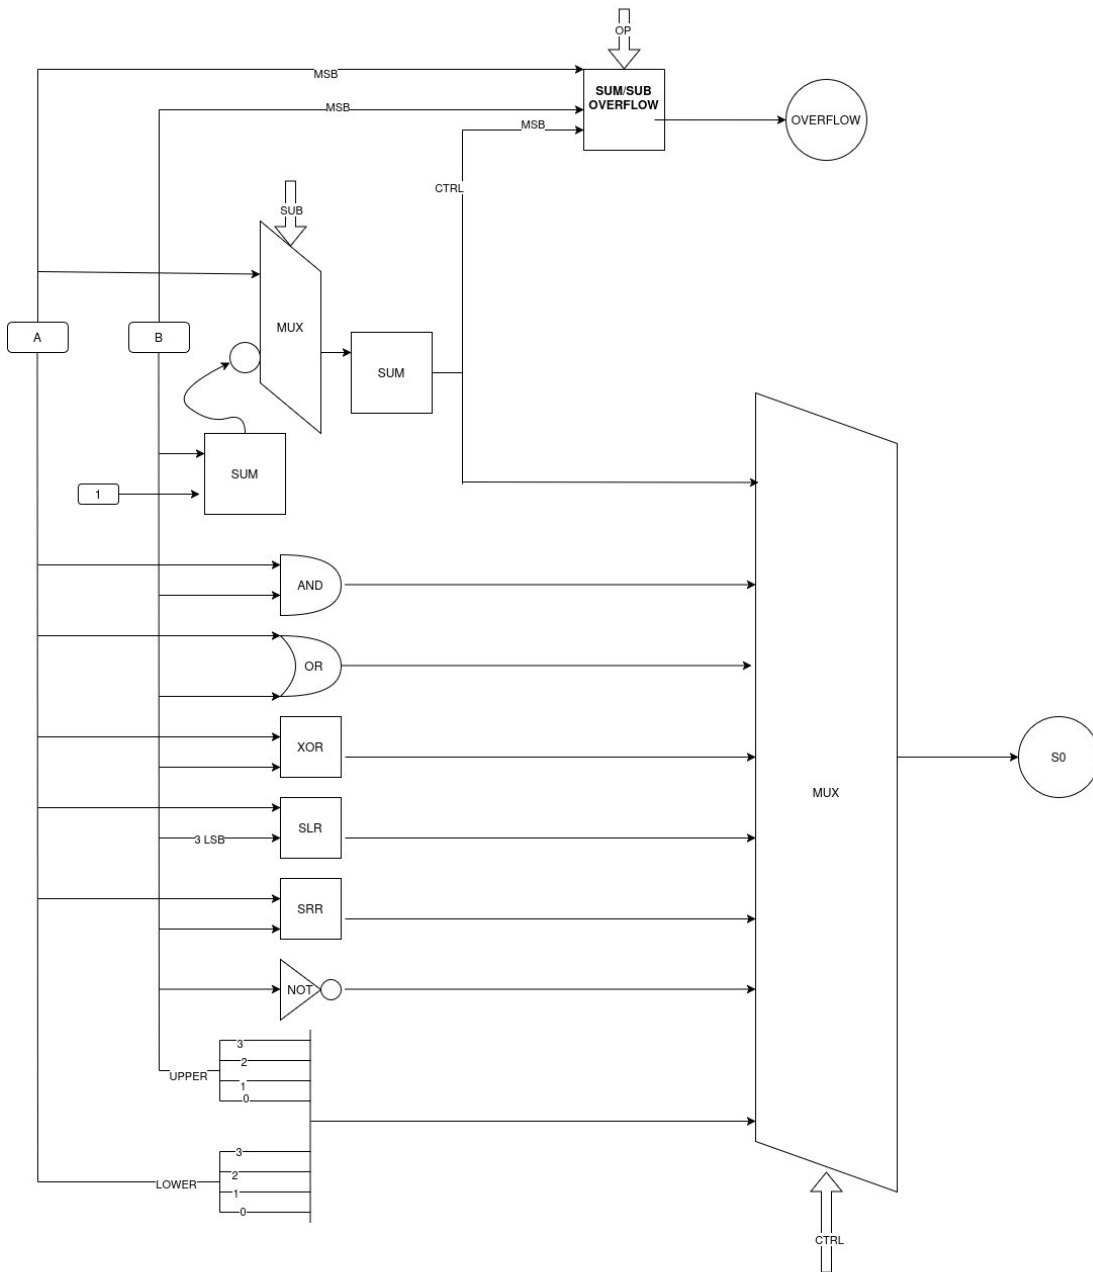 OP
MSB
SUM/SUB
OVERFLOW
MSB
OVERFLOW
MSB
CTRL
SUB
MUX
A
B
SUM
SUM
1
AND
OR
XOR
S0
MUX
SLR
3 LSB
SRR
NOT
3
2
UPPER
1
0
3
2
LOWER
1
0
CTRL